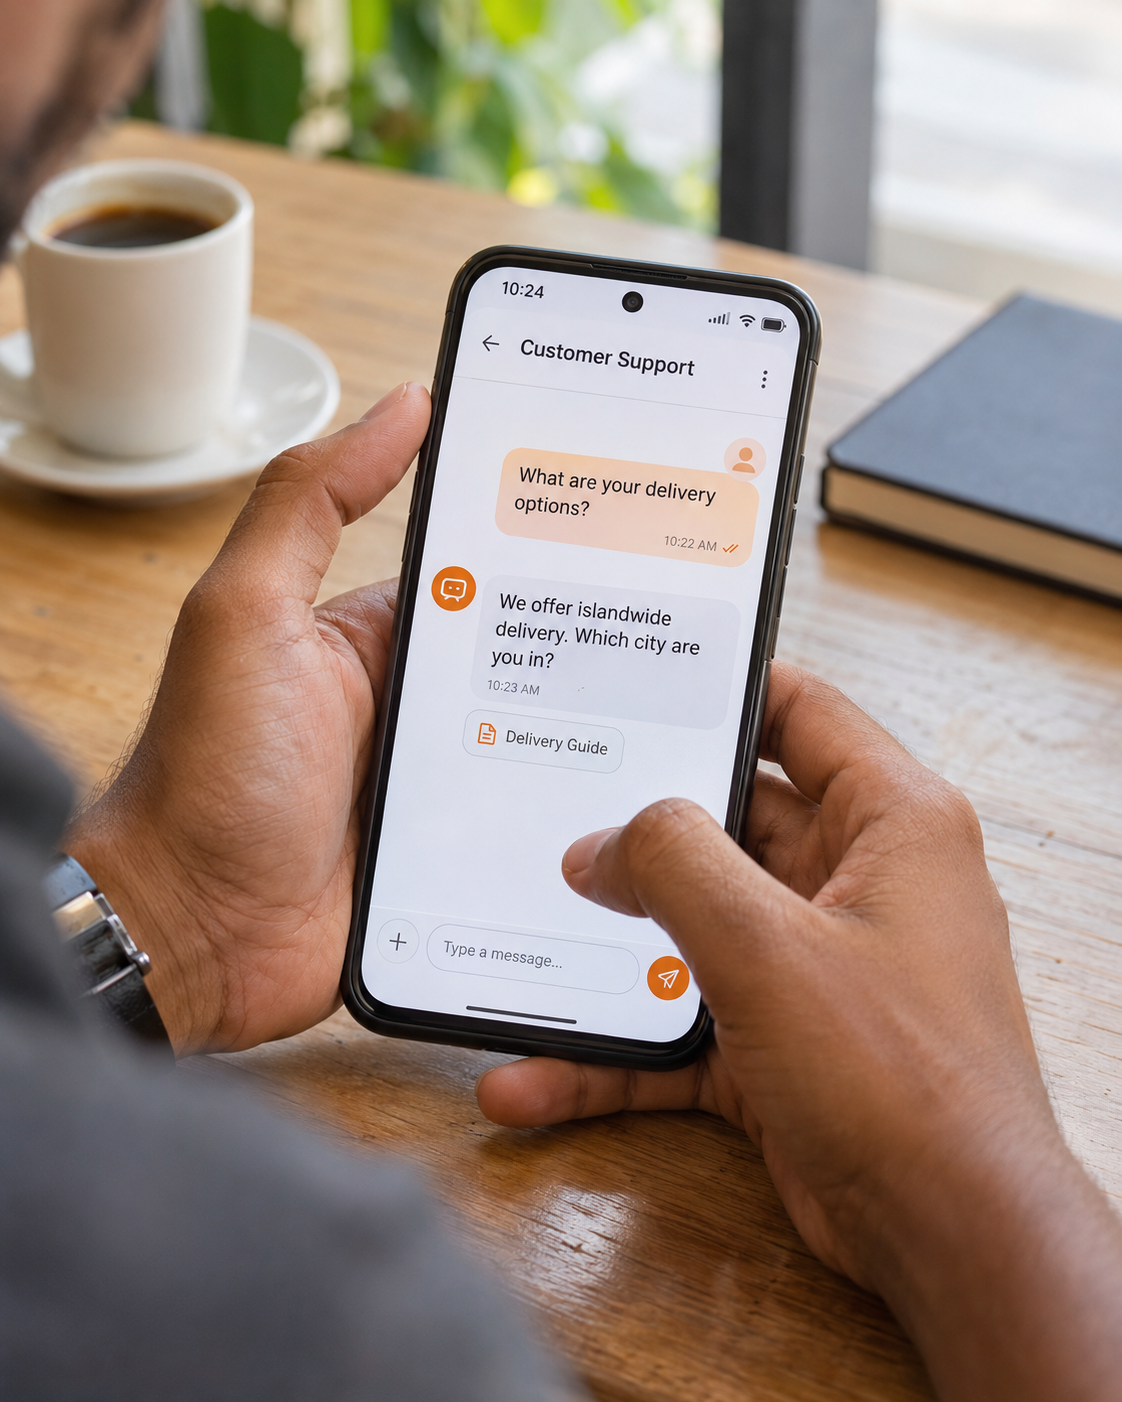 10:24
Customer Support
What are your delivery
options?
10:22 AM
We offer islandwide
delivery. Which city are
you in?
10:23 AM
Delivery Guide
Type a message...